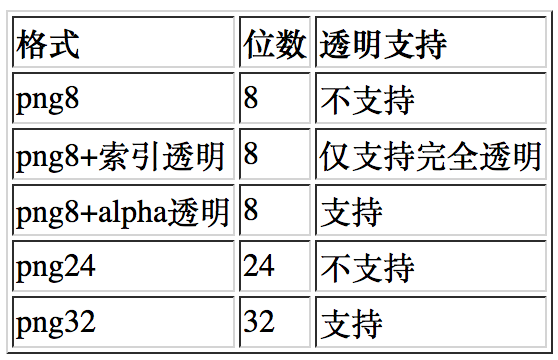 格式 位数 透明支持
png8 8 不支持
png8+索引透明 8 仅支持完全透明
png8+alpha透明 8 支持
png24 24 不支持
png32 32 支持